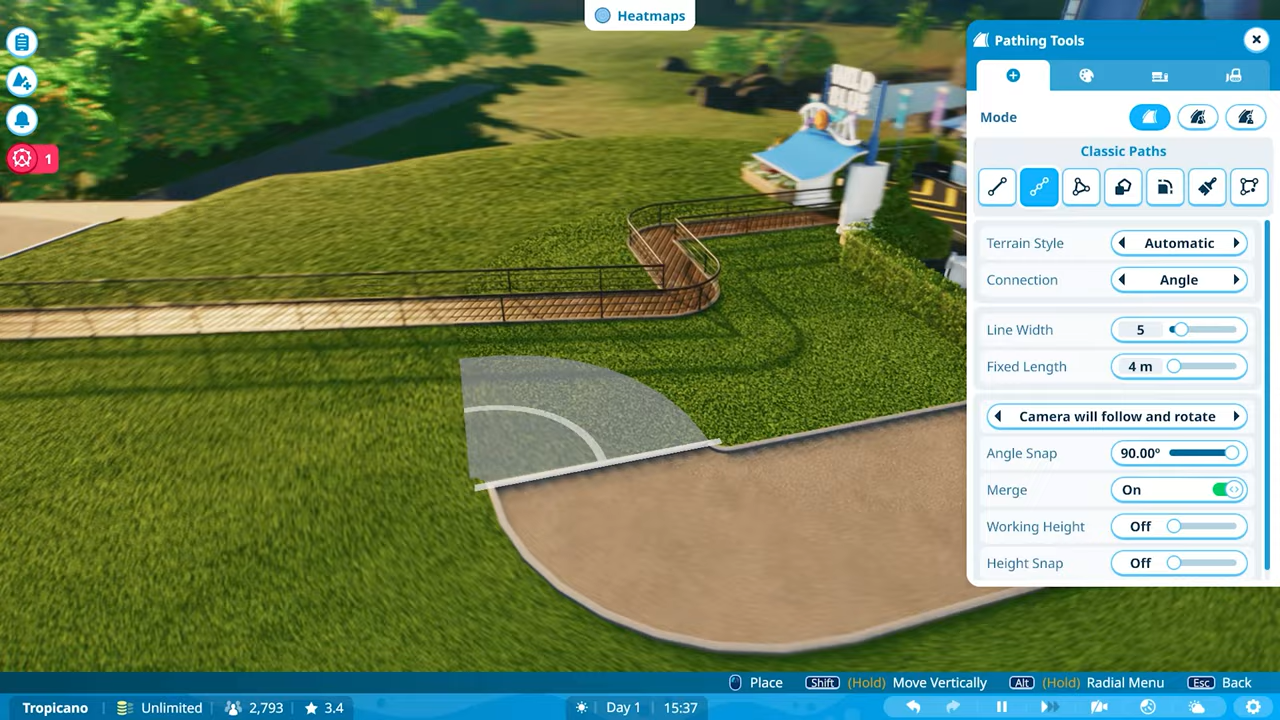 Heatmaps
Pathing Tools
1
Mode
Classic Paths
Terrain Style
Automatic
Connection
Angle
Line Width
5
Fixed Length
4 m
Camera will follow and rotate
Angle Snap
90.00°
Merge
On
Working Height
Off
Height Snap
Off
Place
Shift (Hold) Move Vertically
Alt (Hold) Radial Menu
Esc Back
Tropicano
Unlimited
2,793
3.4
Day 1
15:37